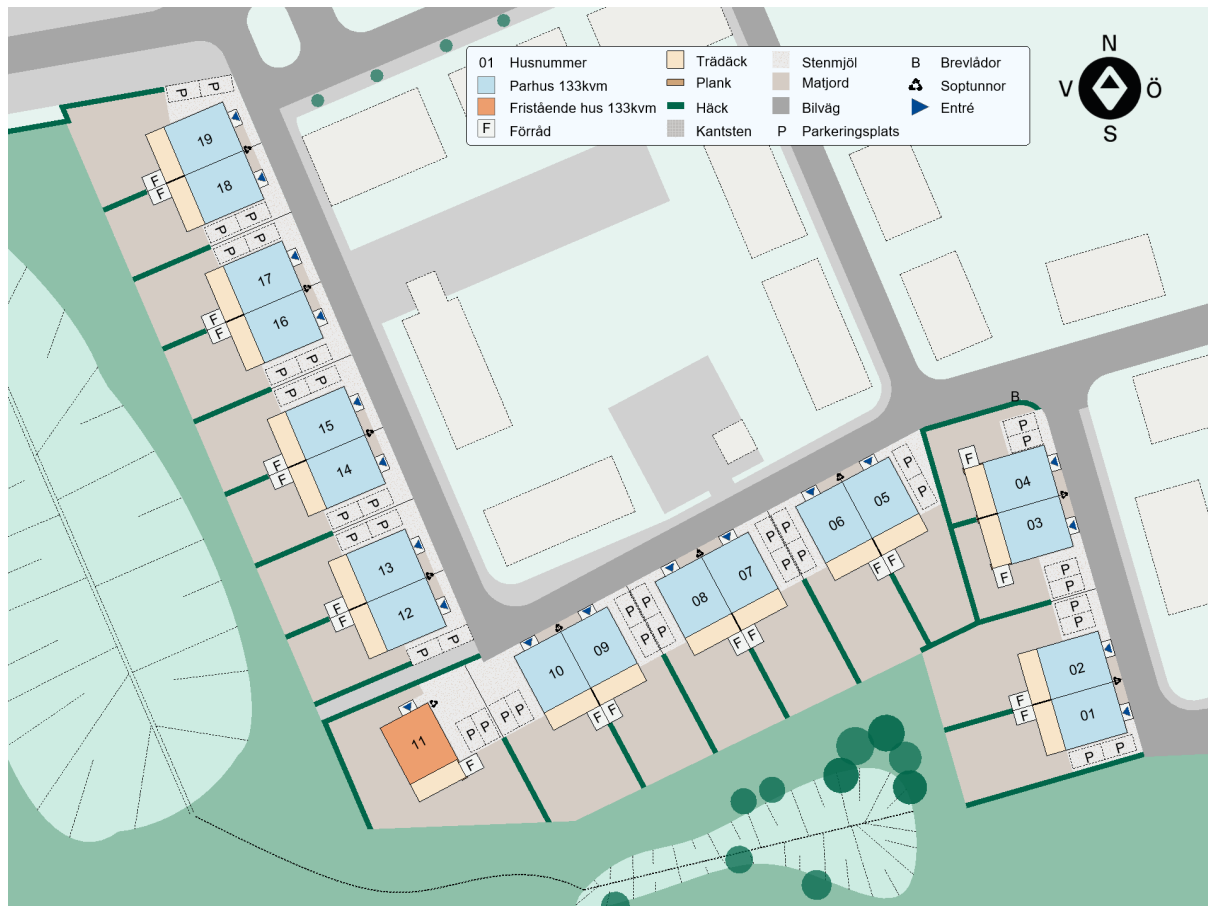 N
V Ö
S
01 Husnummer
Parhus 133kvm
Fristående hus 133kvm
F Förråd
Trädäck
Plank
Häck
Kantsten
Stenmjöl
Matjord
Bilväg
P Parkeringsplats
B Brevlådor
Soptunnor
Entré
P P
19
F
F
18
P P
P P
17
F
F
16
P P
P P
15
F
F
14
P P
P P
13
F
F
12
P P
11
F
P P P P
10 09
F F
P P
P P
08 07
F F
P P
P P
06 05
F F
P
P
B
P
P
F
04
03
F
P
P
P
P
02
F
F
01
P P